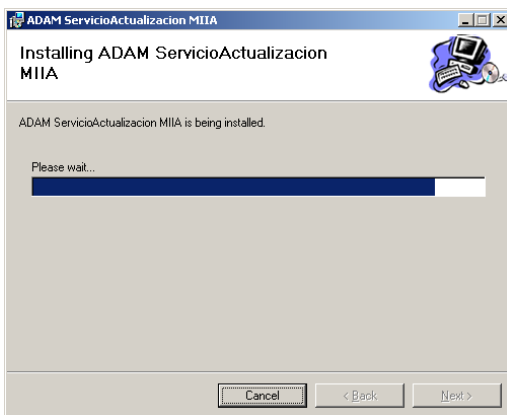 ADAM ServicioActualizacion MIIA
Installing ADAM ServicioActualizacion
MIIA
ADAM ServicioActualizacion MIIA is being installed.
Please wait...
Cancel
< Back
Next >